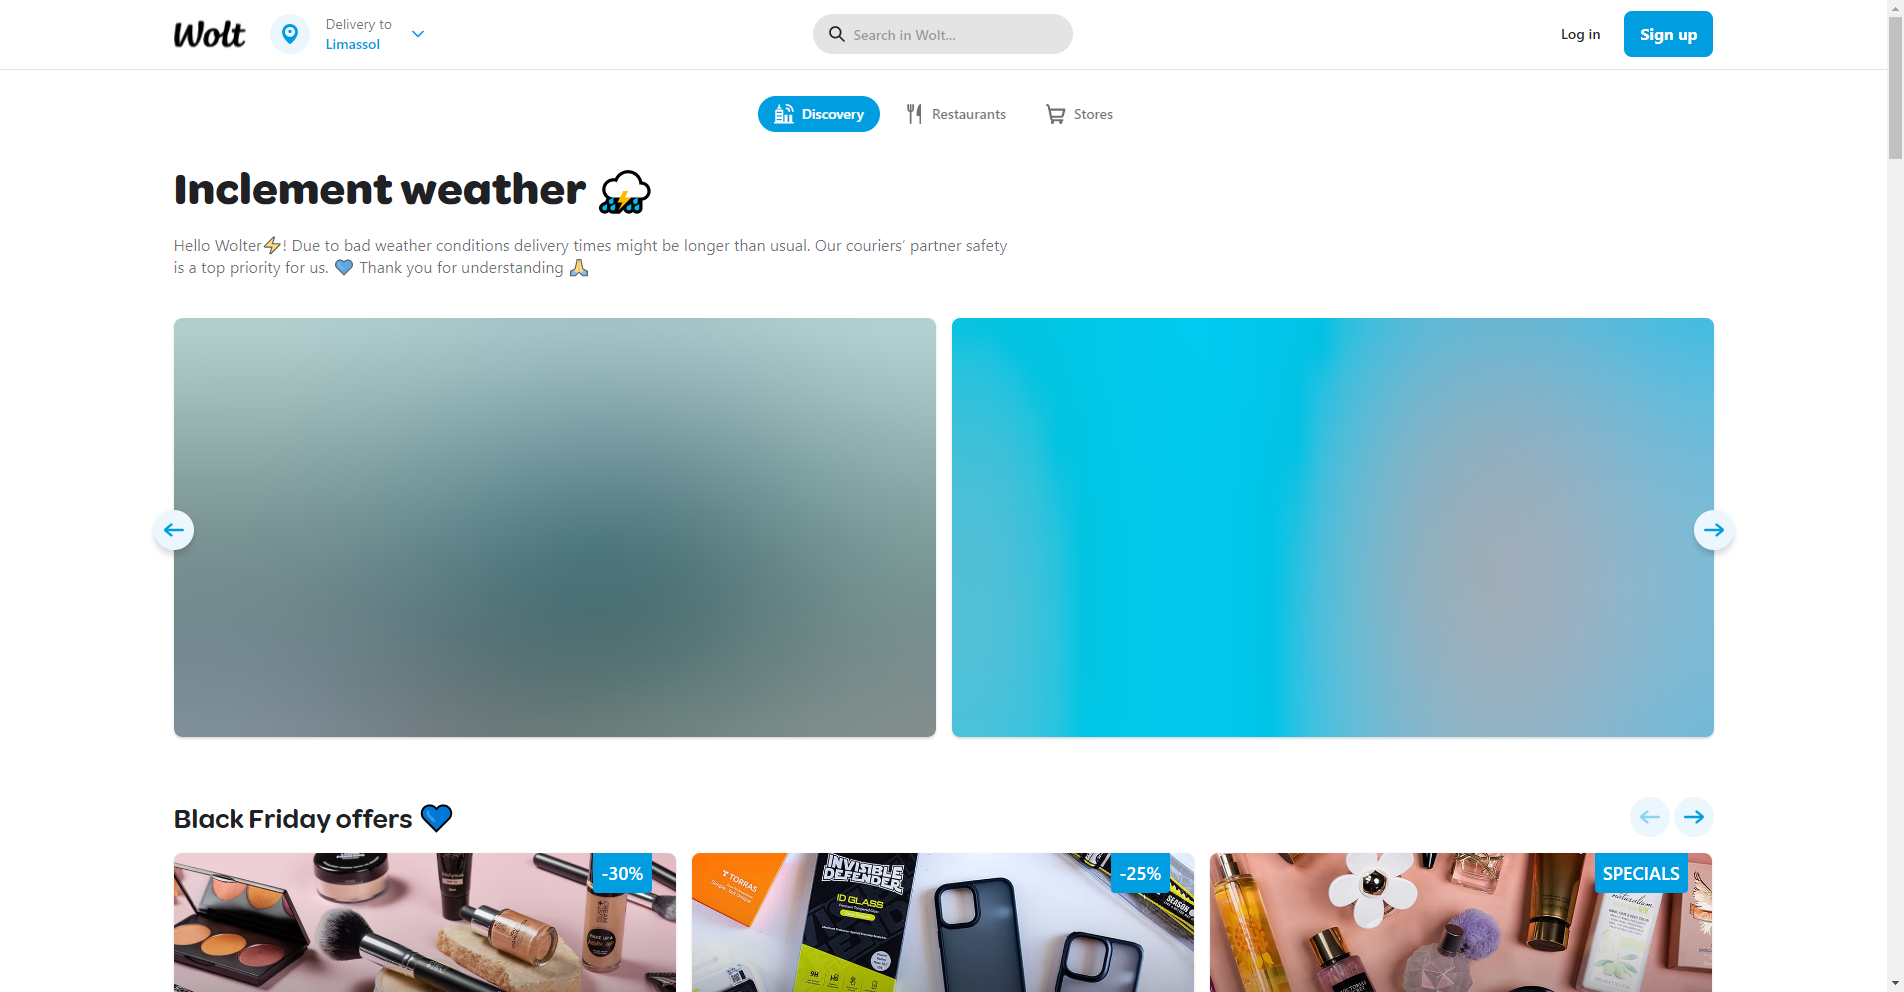 Wolt
Delivery to
Limassol
Search in Wolt...
Log in
Sign up
Discovery
Restaurants
Stores
Inclement weather
Hello Wolter⚡! Due to bad weather conditions delivery times might be longer than usual. Our couriers’ partner safety
is a top priority for us. 💙 Thank you for understanding 🙏
Black Friday offers 💙
-30%
TORRAS
INVISIBLE
DEFENDER
ID GLASS
9H
SEASON
-25%
SPECIALS